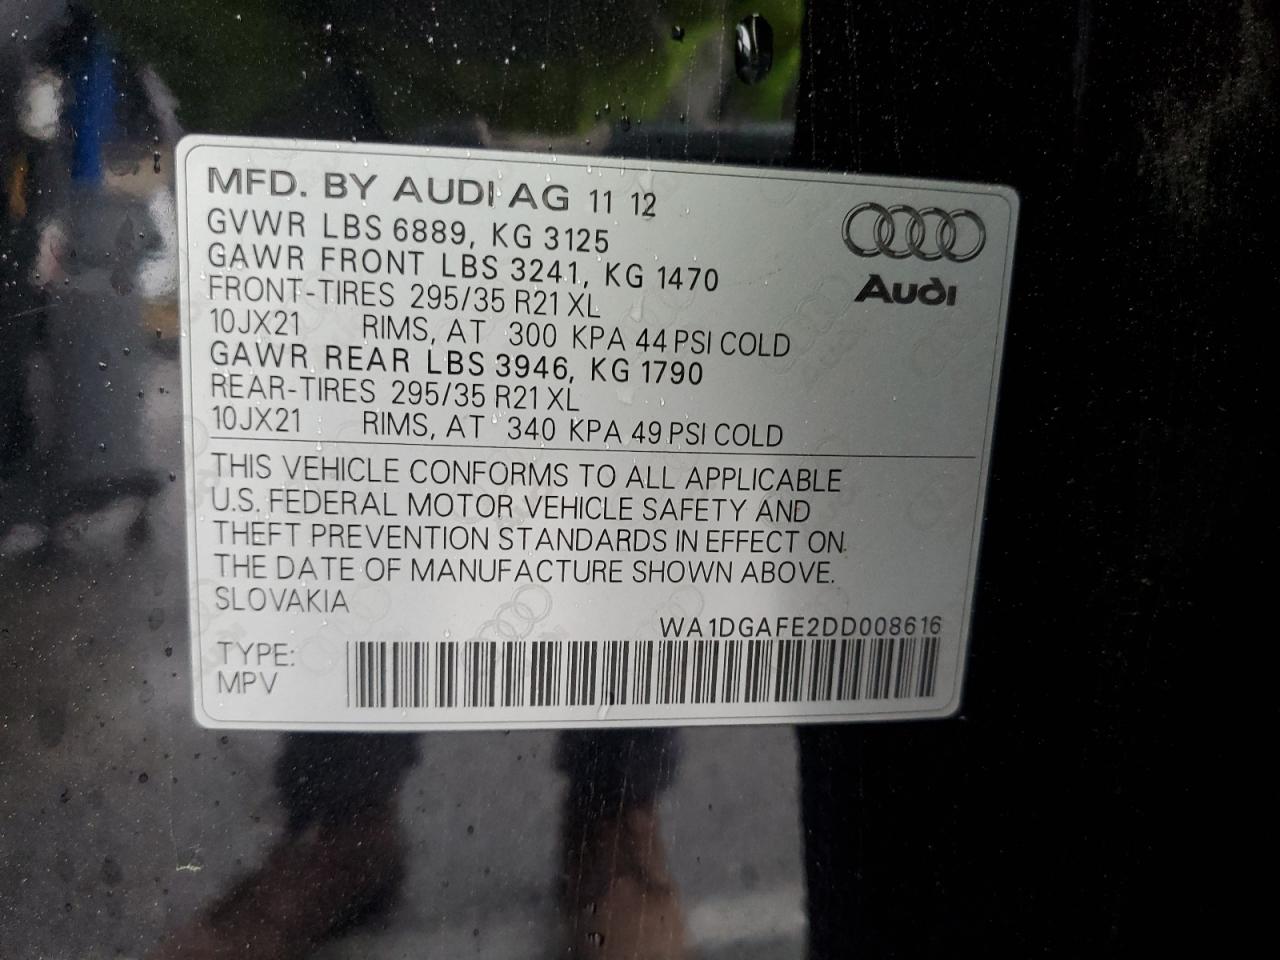 MFD. BY AUDI AG 11 12
GVWR LBS 6889, KG 3125
GAWR FRONT LBS 3241, KG 1470
FRONT-TIRES 295/35 R21 XL
10JX21 RIMS, AT 300 KPA 44 PSI COLD
GAWR REAR LBS 3946, KG 1790
REAR-TIRES 295/35 R21 XL
10JX21 RIMS, AT 340 KPA 49 PSI COLD
Audi
THIS VEHICLE CONFORMS TO ALL APPLICABLE
U.S. FEDERAL MOTOR VEHICLE SAFETY AND
THEFT PREVENTION STANDARDS IN EFFECT ON
THE DATE OF MANUFACTURE SHOWN ABOVE.
SLOVAKIA
WA1DGAFE2DD008616
TYPE:
MPV